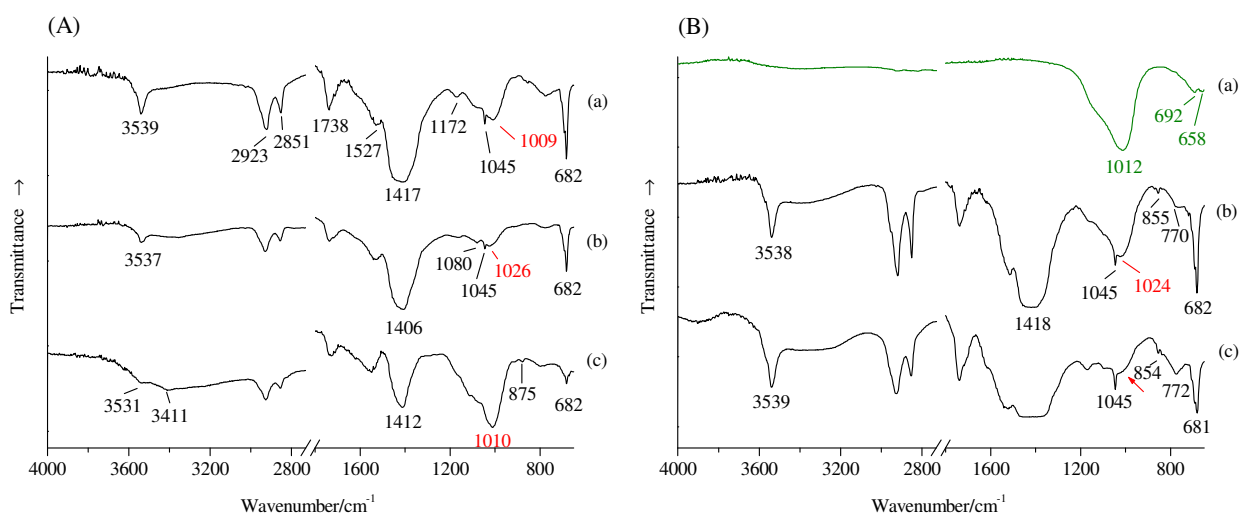 (A)
(a)
3539
2923
2851
1738
1527
1417
1172
1045
1009
682
(b)
3537
1406
1080
1045
1026
682
(c)
3531
3411
1412
1010
875
682
Transmittance →
4000 3600 3200 2800 1600 1200 800
Wavenumber/cm-1
(B)
(a)
1012
692
658
(b)
3538
1418
1045
1024
855
770
682
(c)
3539
1045
854
772
681
Transmittance →
4000 3600 3200 2800 1600 1200 800
Wavenumber/cm-1